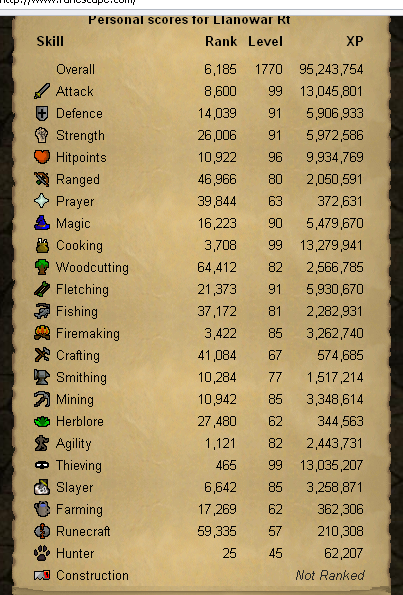 http://www.runescape.com/
Personal scores for Llanowar Rf
Skill Rank Level XP
Overall 6,185 1770 95,243,754
Attack 8,600 99 13,045,801
Defence 14,039 91 5,906,933
Strength 26,006 91 5,972,586
Hitpoints 10,922 96 9,934,769
Ranged 46,966 80 2,050,591
Prayer 39,844 63 372,631
Magic 16,223 90 5,479,670
Cooking 3,708 99 13,279,941
Woodcutting 64,412 82 2,566,785
Fletching 21,373 91 5,930,670
Fishing 37,172 81 2,282,931
Firemaking 3,422 85 3,262,740
Crafting 41,084 67 574,685
Smithing 10,284 77 1,517,214
Mining 10,942 85 3,348,614
Herblore 27,480 62 344,563
Agility 1,121 82 2,443,731
Thieving 465 99 13,035,207
Slayer 6,642 85 3,258,871
Farming 17,269 62 362,306
Runecraft 59,335 57 210,308
Hunter 25 45 62,207
Construction Not Ranked